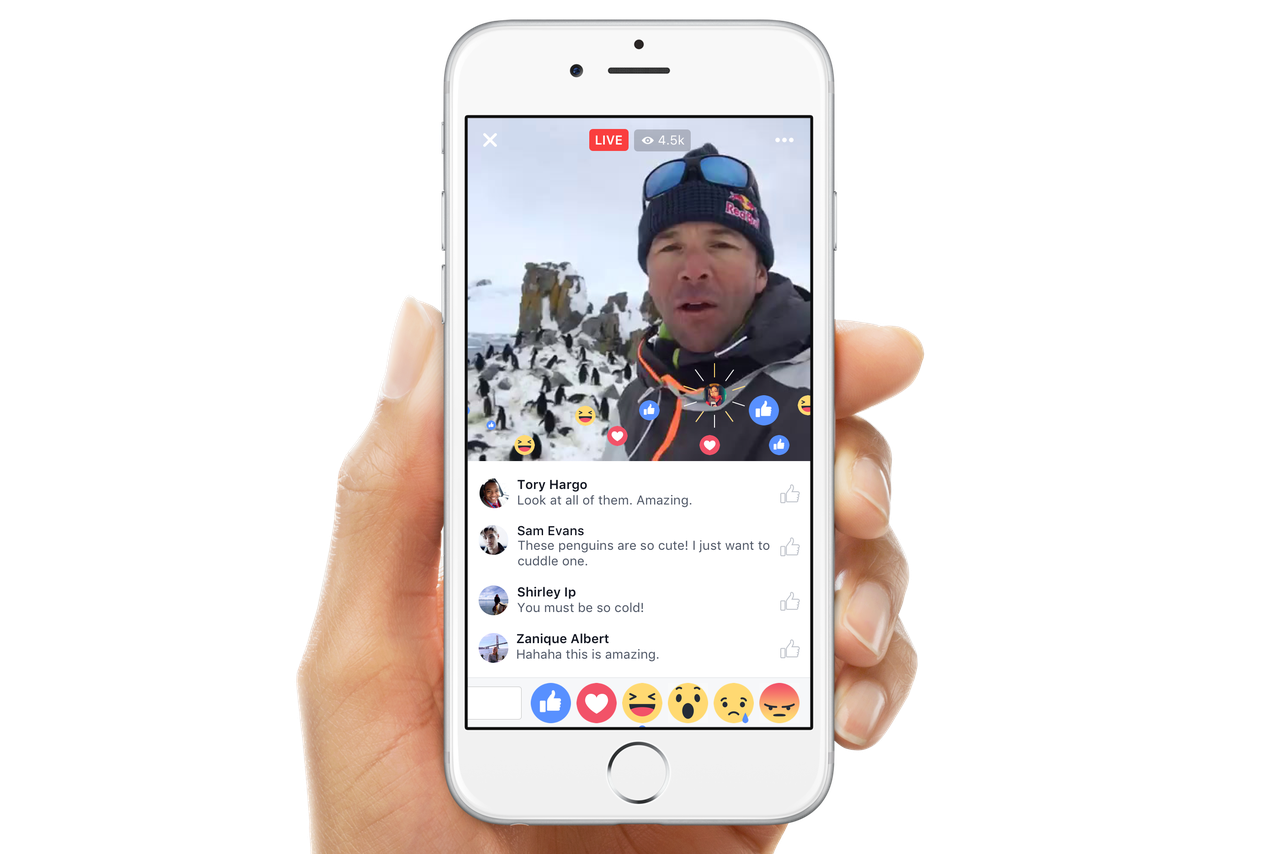 LIVE 4.5k
Red Bull
Tory Hargo
Look at all of them. Amazing.
Sam Evans
These penguins are so cute! I just want to
cuddle one.
Shirley Ip
You must be so cold!
Zanique Albert
Hahaha this is amazing.